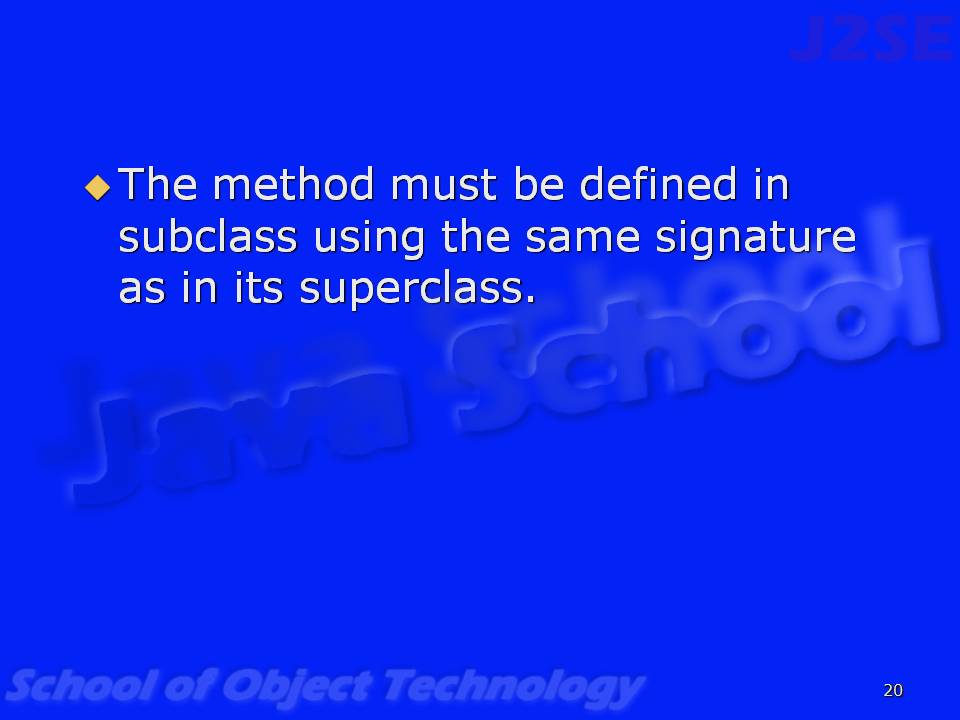 J2SE
The method must be defined in
subclass using the same signature
as in its superclass.
Java School
School of Object Technology
20